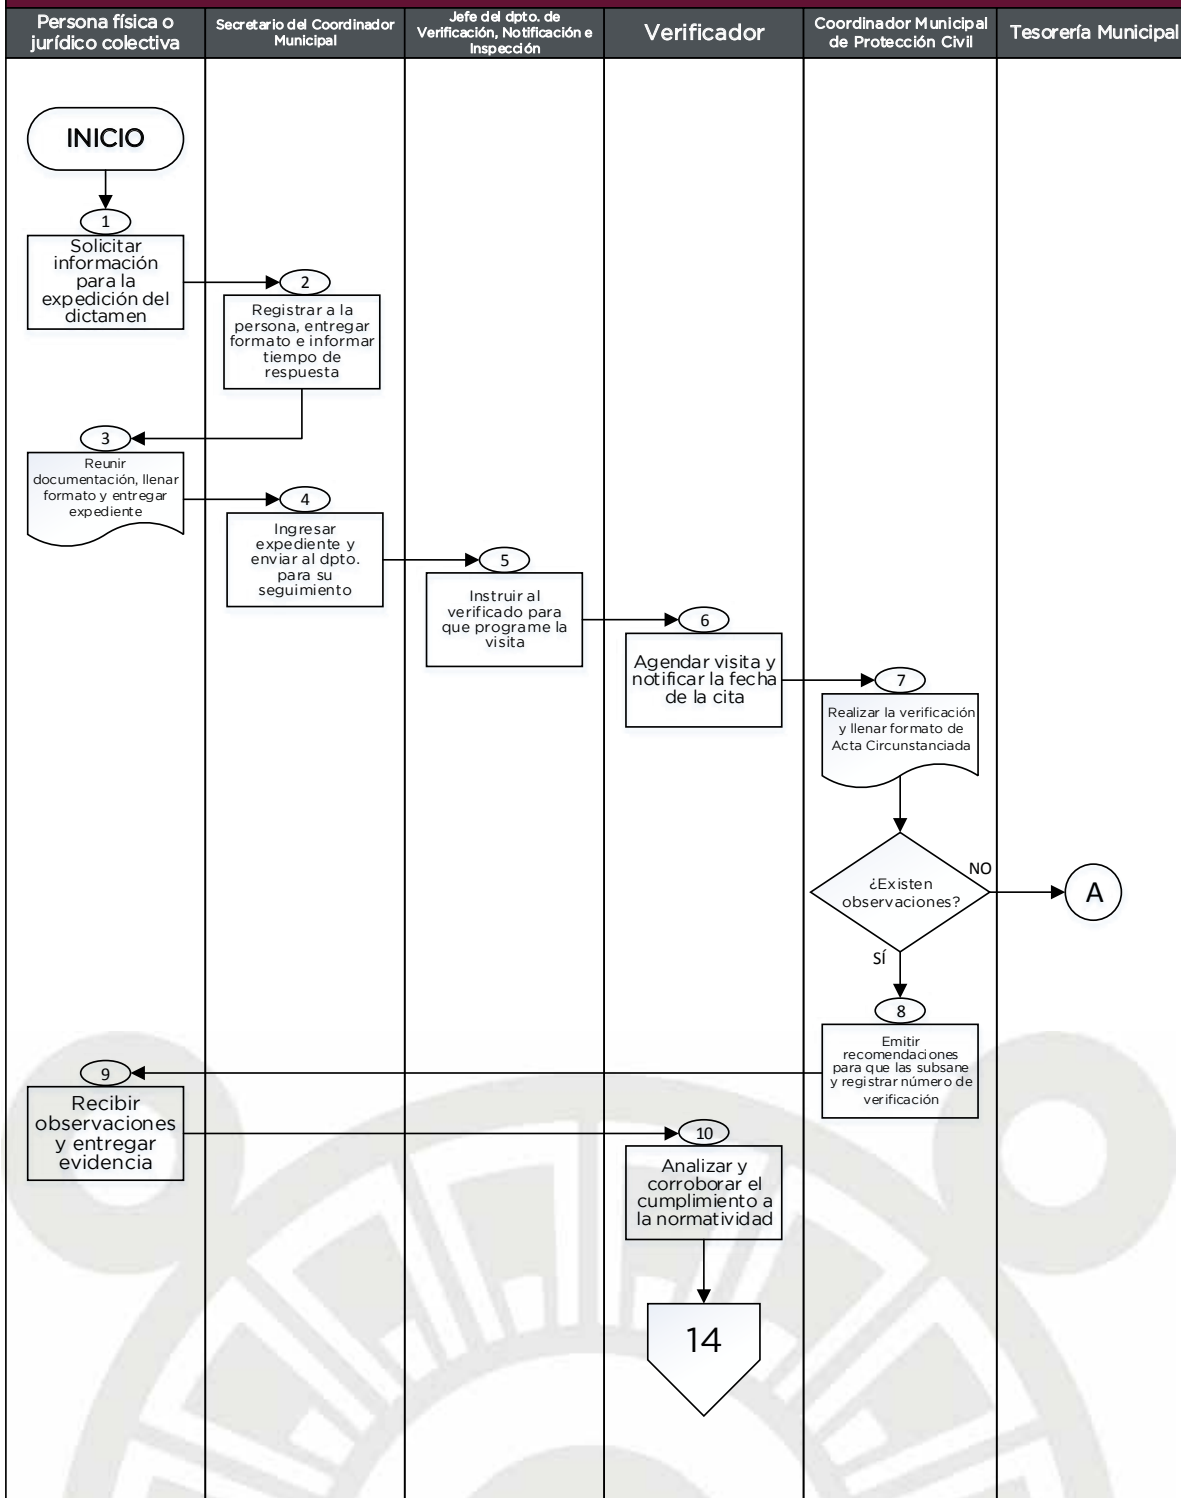 Persona física o
jurídico colectiva
Secretario del Coordinador
Municipal
Jefe del dpto. de
Verificación, Notificación e
Inspección
Verificador
Coordinador Municipal
de Protección Civil
Tesorería Municipal
INICIO
1
Solicitar
información
para la
expedición del
dictamen
2
Registrar a la
persona, entregar
formato e informar
tiempo de
respuesta
3
Reunir
documentación, llenar
formato y entregar
expediente
4
Ingresar
expediente y
enviar al dpto.
para su
seguimiento
5
Instruir al
verificado para
que programe la
visita
6
Agendar visita y
notificar la fecha
de la cita
7
Realizar la verificación
y llenar formato de
Acta Circunstanciada
¿Existen
observaciones?
NO
A
SÍ
8
Emitir
recomendaciones
para que las subsane
y registrar número de
verificación
9
Recibir
observaciones
y entregar
evidencia
10
Analizar y
corroborar el
cumplimiento a
la normatividad
14